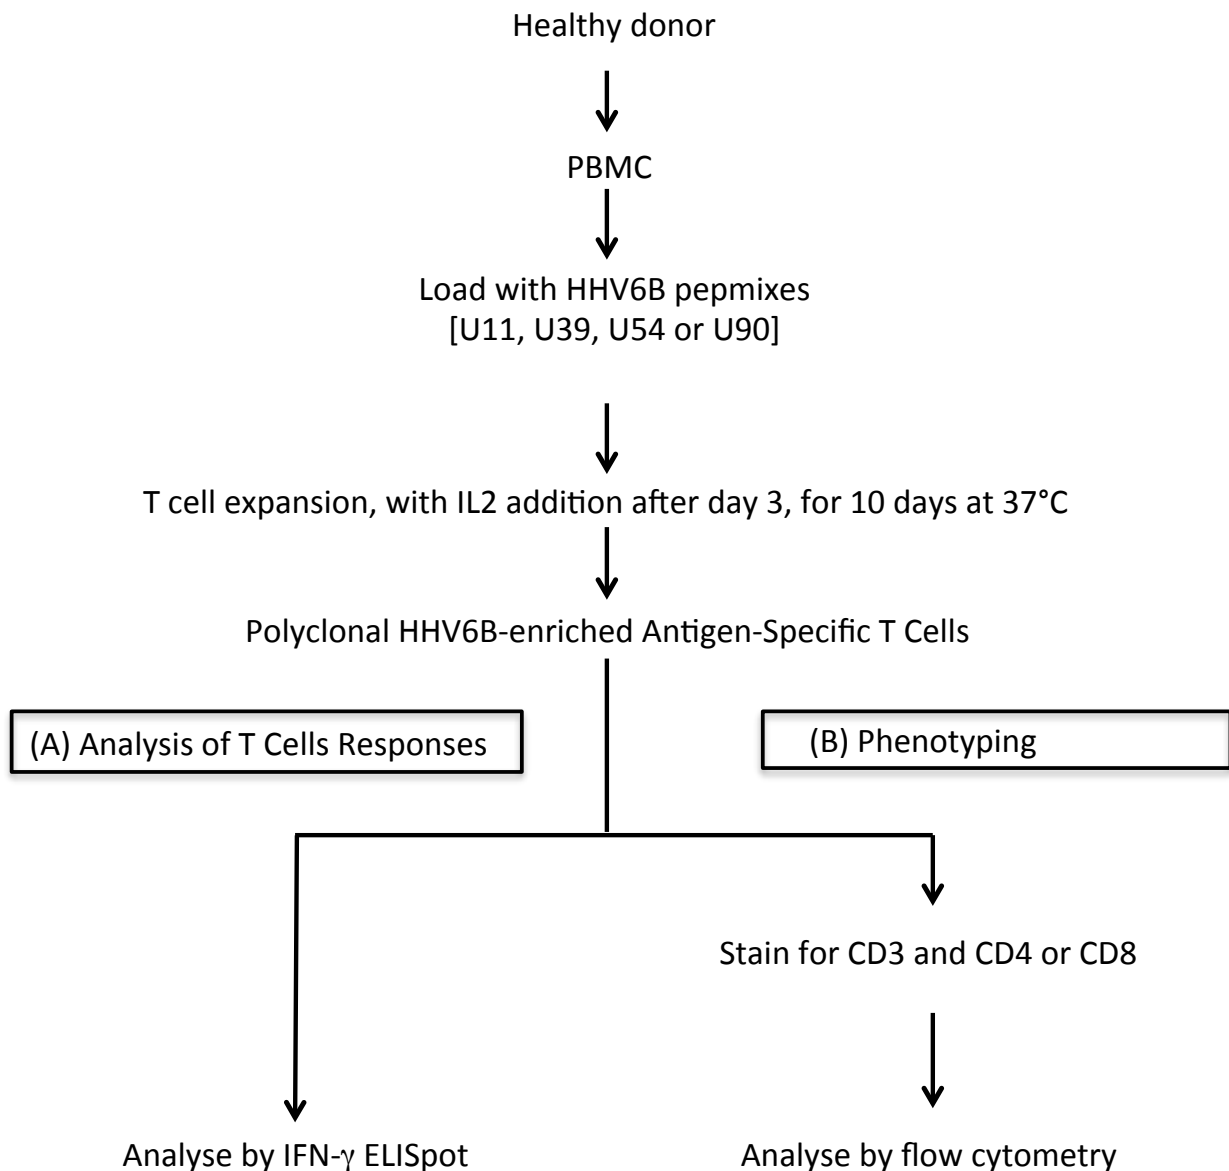 Healthy donor
PBMC
Load with HHV6B pepmixes
[U11, U39, U54 or U90]
T cell expansion, with IL2 addition after day 3, for 10 days at 37°C
Polyclonal HHV6B-enriched Antigen-Specific T Cells
(A) Analysis of T Cells Responses
(B) Phenotyping
Stain for CD3 and CD4 or CD8
Analyse by IFN-γ ELISpot
Analyse by flow cytometry